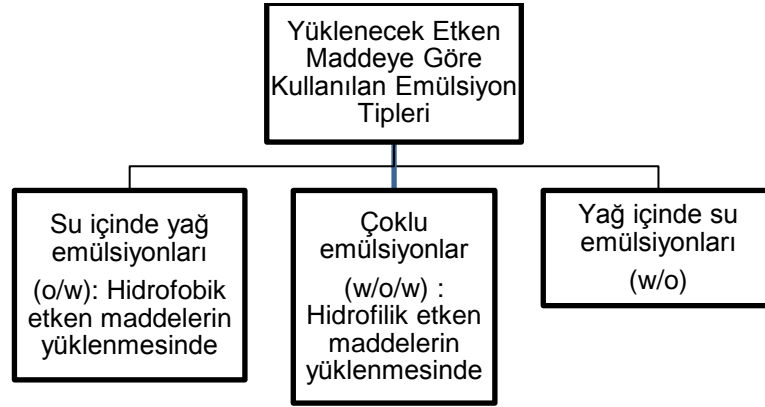 Yüklenecek Etken
Maddeye Göre
Kullanılan Emülsiyon
Tipleri
Su içinde yağ
emülsiyonları
(o/w): Hidrofobik
etken maddelerin
yüklenmesinde
Çoklu
emülsiyonlar
(w/o/w) :
Hidrofilik etken
maddelerin
yüklenmesinde
Yağ içinde su
emülsiyonları
(w/o)